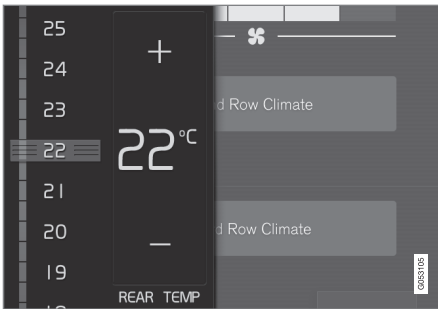 25
24
23
22
21
20
19
+
22°C
−
REAR TEMP
d Row Climate
d Row Climate
G053105